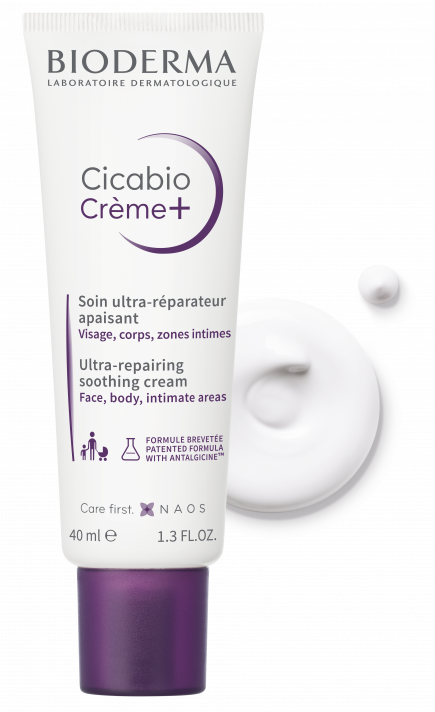 BIODERMA
LABORATOIRE DERMATOLOGIQUE
Cicabio
Crème+
Soin ultra-réparateur
apaisant
Visage, corps, zones intimes
Ultra-repairing
soothing cream
Face, body, intimate areas
FORMULE BREVETÉE
PATENTED FORMULA
WITH ANTALGICINE™
Care first. NAOS
40 ml ℮ 1.3 FL.OZ.